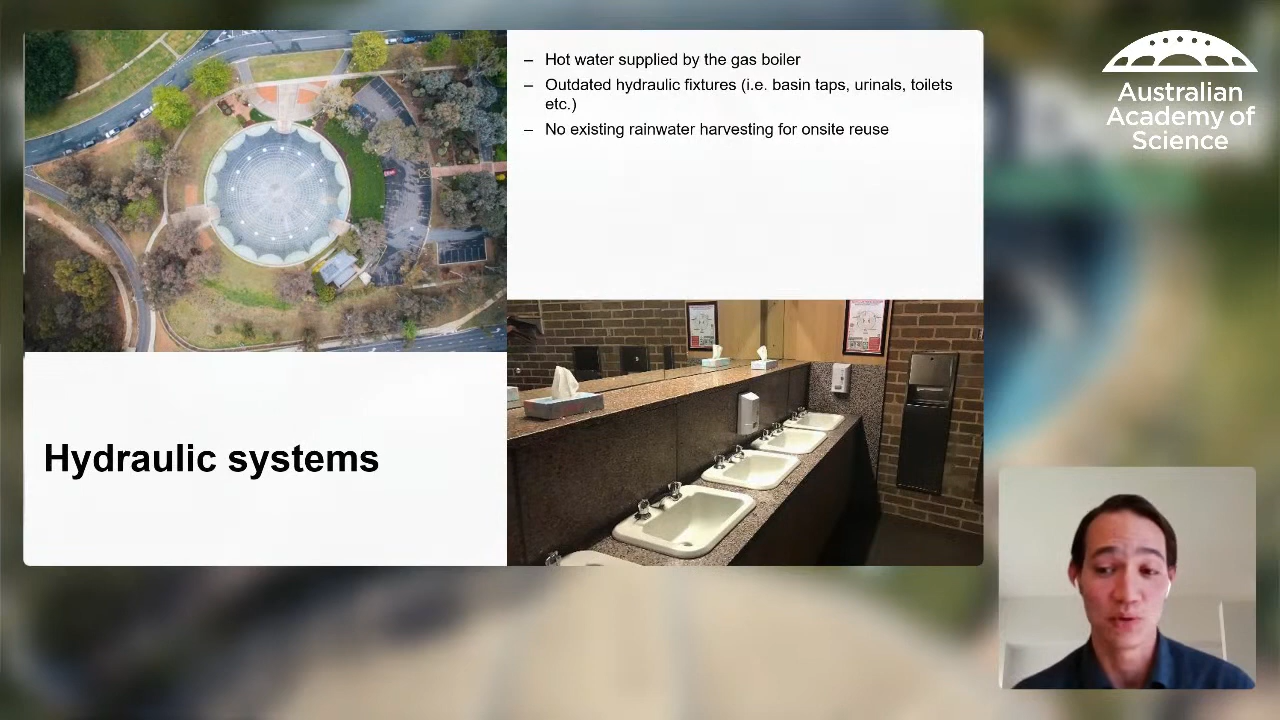 – Hot water supplied by the gas boiler
– Outdated hydraulic fixtures (i.e. basin taps, urinals, toilets
etc.)
– No existing rainwater harvesting for onsite reuse
Hydraulic systems
Australian
Academy of
Science